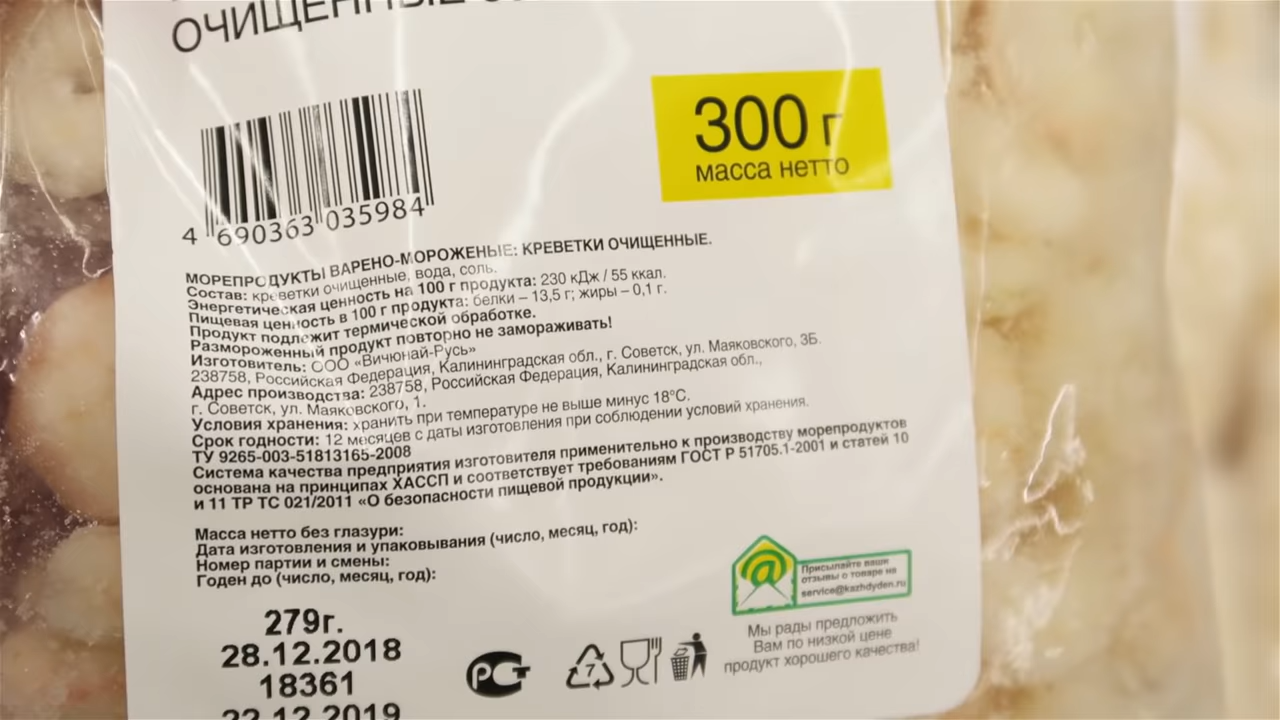 ОЧИЩЕННЫЕ
300 г
масса нетто
4 690363 035984
МОРЕПРОДУКТЫ ВАРЕНО-МОРОЖЕНЫЕ: КРЕВЕТКИ ОЧИЩЕННЫЕ.
Состав: креветки очищенные, вода, соль.
Энергетическая ценность на 100 г продукта: 230 кДж / 55 ккал.
Пищевая ценность в 100 г продукта: белки – 13,5 г; жиры – 0,1 г.
Продукт подлежит термической обработке.
Размороженный продукт повторно не замораживать!
Изготовитель: ООО «Вичюнай-Русь»
238758, Российская Федерация, Калининградская обл., г. Советск, ул. Маяковского, 3Б.
Адрес производства: 238758, Российская Федерация, Калининградская обл.,
г. Советск, ул. Маяковского, 1.
Условия хранения: хранить при температуре не выше минус 18°С.
Срок годности: 12 месяцев с даты изготовления при соблюдении условий хранения.
ТУ 9265-003-51813165-2008
Система качества предприятия изготовителя применительно к производству морепродуктов
основана на принципах ХАССП и соответствует требованиям ГОСТ Р 51705.1-2001 и статей 10
и 11 ТР ТС 021/2011 «О безопасности пищевой продукции».
Масса нетто без глазури:
Дата изготовления и упаковывания (число, месяц, год):
Номер партии и смены:
Годен до (число, месяц, год):
279г.
28.12.2018
18361
22.12.2019
РСТ
7
@
Присылайте ваши
отзывы о товаре на
service@kazhdyden.ru
Мы рады предложить
Вам по низкой цене
продукт хорошего качества!